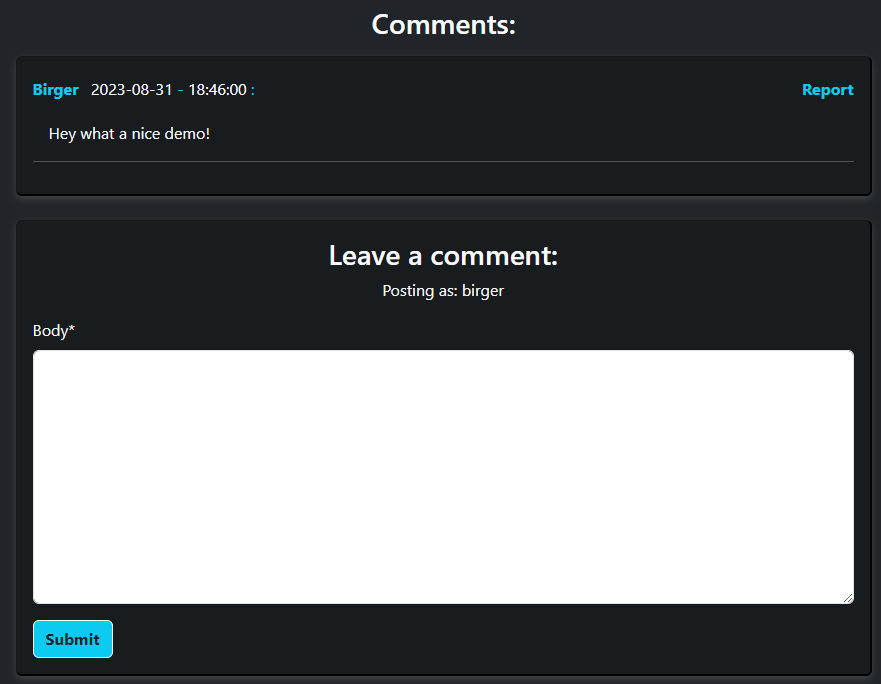 Comments:
Birger 2023-08-31 - 18:46:00 : Report
Hey what a nice demo!
Leave a comment:
Posting as: birger
Body*
Submit